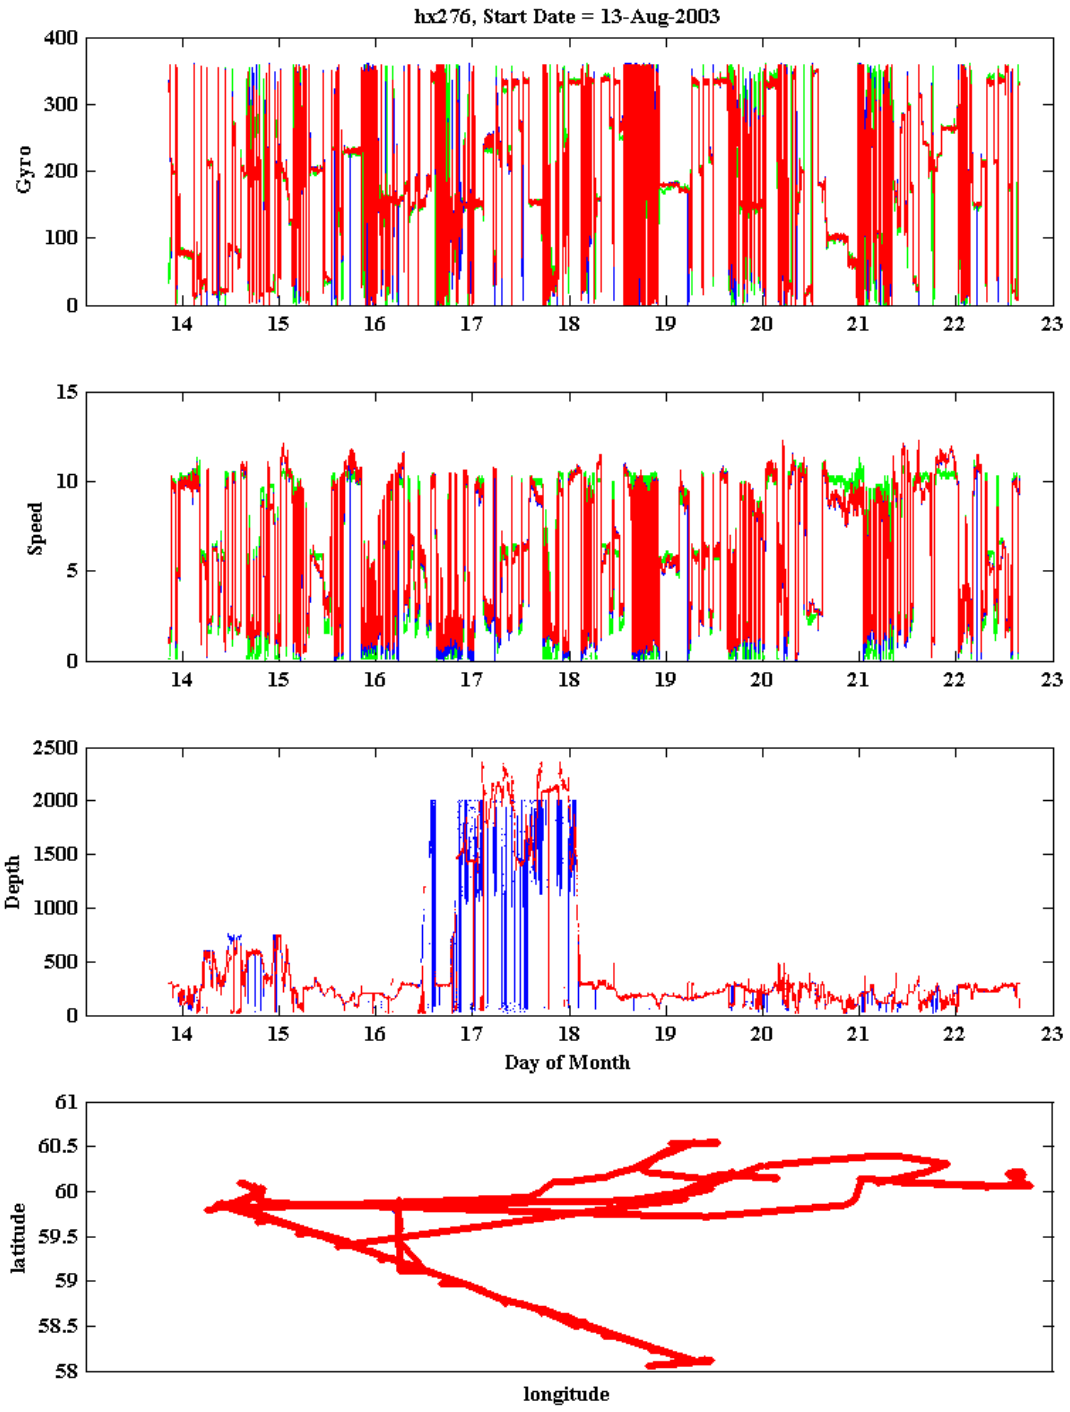 hx276, Start Date = 13-Aug-2003
400
300
200
100
0
Gyro
14 15 16 17 18 19 20 21 22 23
15
10
5
0
Speed
14 15 16 17 18 19 20 21 22 23
2500
2000
1500
1000
500
0
Depth
14 15 16 17 18 19 20 21 22 23
Day of Month
61
60.5
60
59.5
59
58.5
58
latitude
longitude